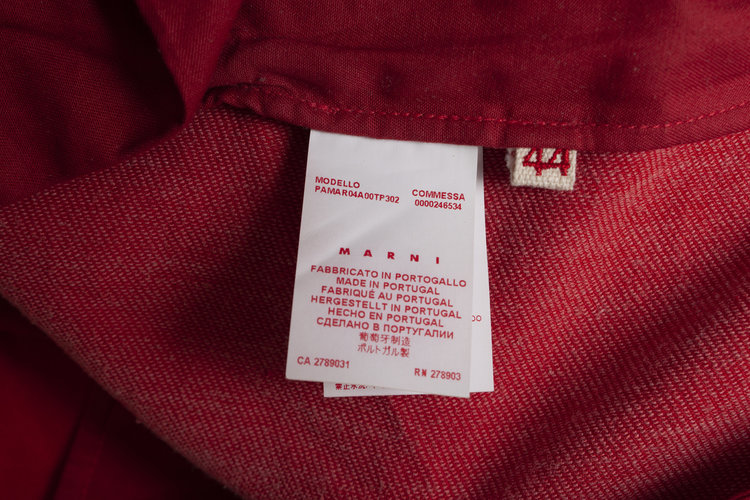 MODELLO
PAMAR04A00TP302
COMMESSA
0000246534
MARNI
FABBRICATO IN PORTOGALLO
MADE IN PORTUGAL
FABRIQUÉ AU PORTUGAL
HERGESTELLT IN PORTUGAL
HECHO EN PORTUGAL
СДЕЛАНО В ПОРТУГАЛИИ
葡萄牙制造
ポルトガル製
CA 2789031
RN 278903
44